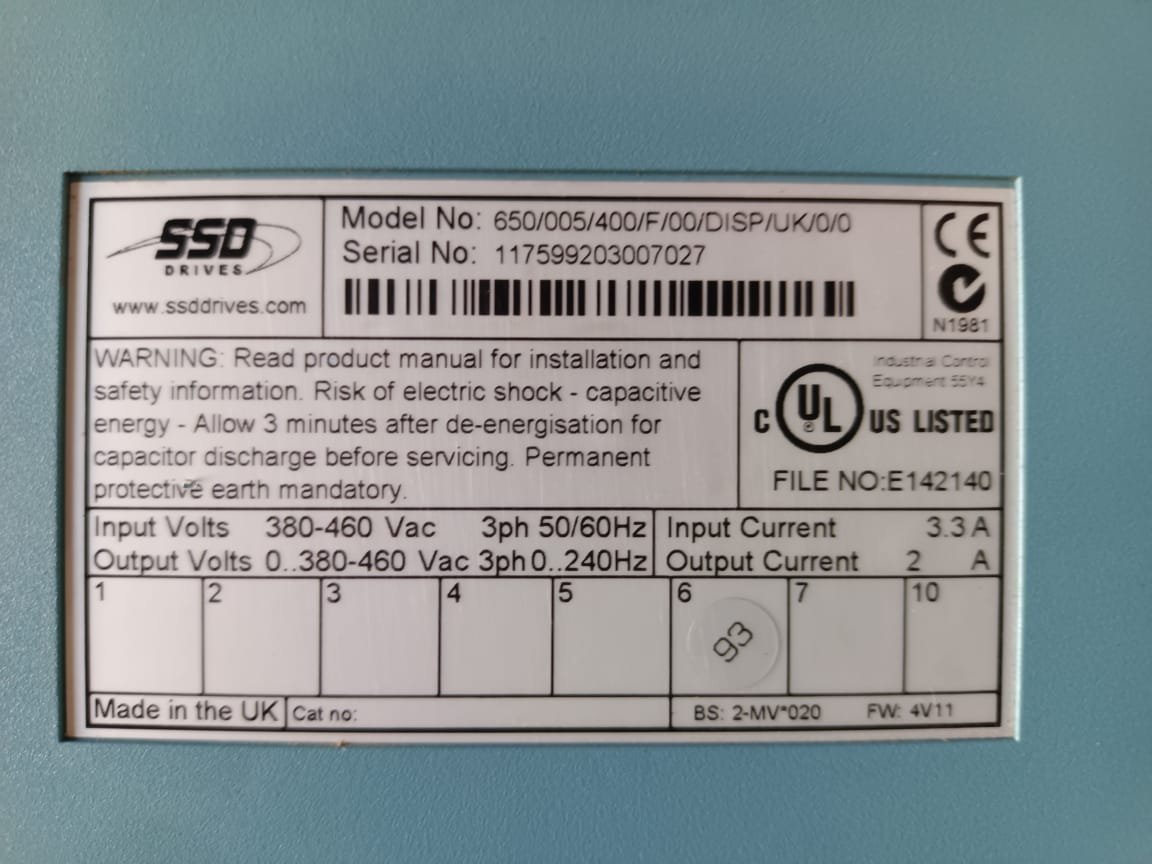 SSD
DRIVES
www.ssddrives.com
Model No: 650/005/400/F/00/DISP/UK/0/0
Serial No: 117599203007027
CE
N1981
WARNING: Read product manual for installation and
safety information. Risk of electric shock - capacitive
energy - Allow 3 minutes after de-energisation for
capacitor discharge before servicing. Permanent
protective earth mandatory.
Industrial Control
Equipment 55Y4
C UL US LISTED
FILE NO:E142140
Input Volts 380-460 Vac 3ph 50/60Hz
Output Volts 0..380-460 Vac 3ph 0..240Hz
Input Current 3.3 A
Output Current 2 A
1 2 3 4 5 6 7 10
93
Made in the UK
Cat no:
BS: 2-MV*020 FW: 4V11